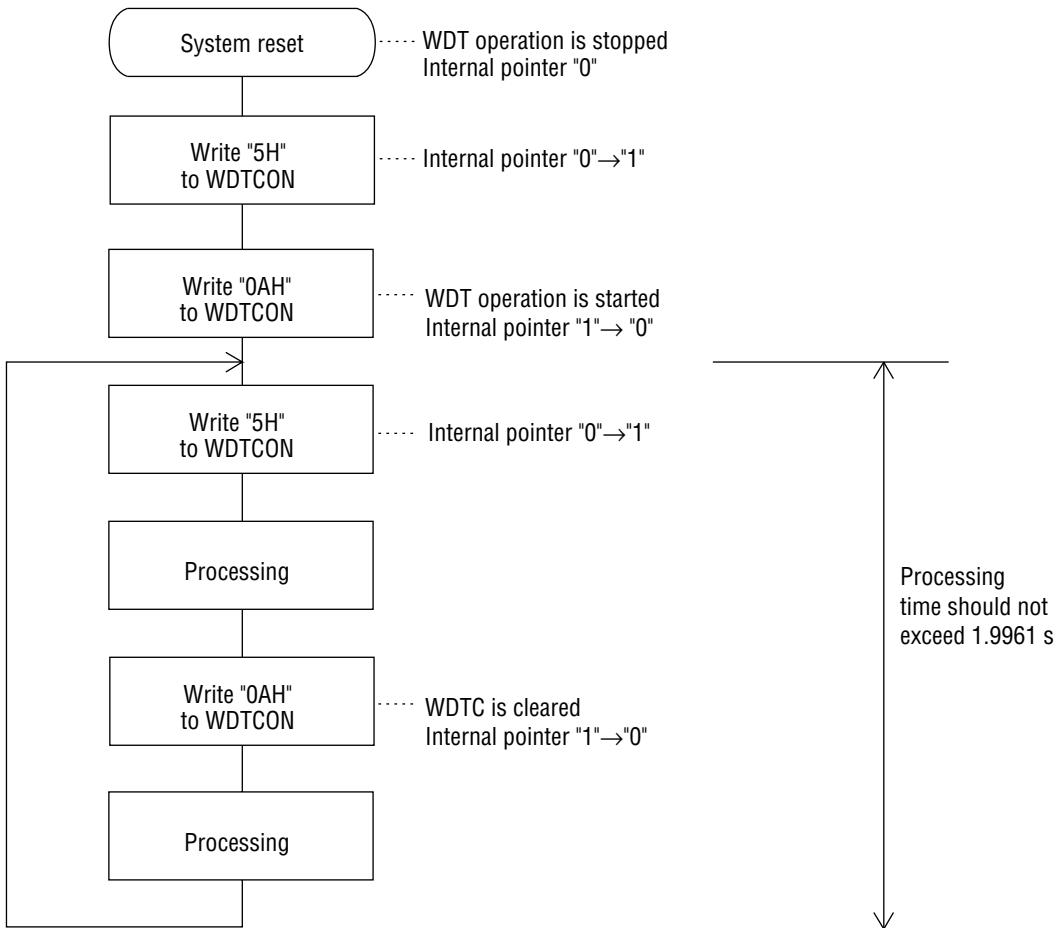 System reset
WDT operation is stopped
Internal pointer "0"
Write "5H"
to WDTCON
Internal pointer "0"→"1"
Write "0AH"
to WDTCON
WDT operation is started
Internal pointer "1"→ "0"
Write "5H"
to WDTCON
Internal pointer "0"→"1"
Processing
Processing
time should not
exceed 1.9961 s
Write "0AH"
to WDTCON
WDTC is cleared
Internal pointer "1"→"0"
Processing